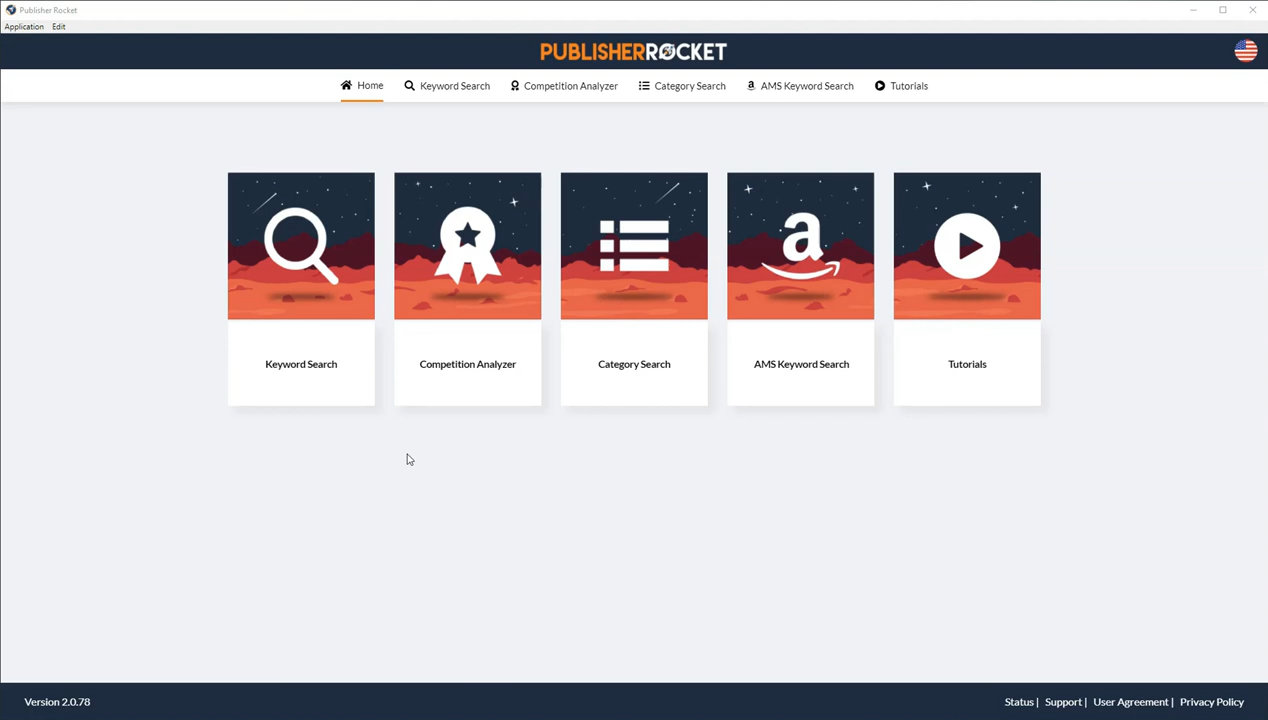 Publisher Rocket
Application Edit
PUBLISHERROCKET
Home Keyword Search Competition Analyzer Category Search AMS Keyword Search Tutorials
Keyword Search Competition Analyzer Category Search AMS Keyword Search Tutorials
Version 2.0.78 Status | Support | User Agreement | Privacy Policy